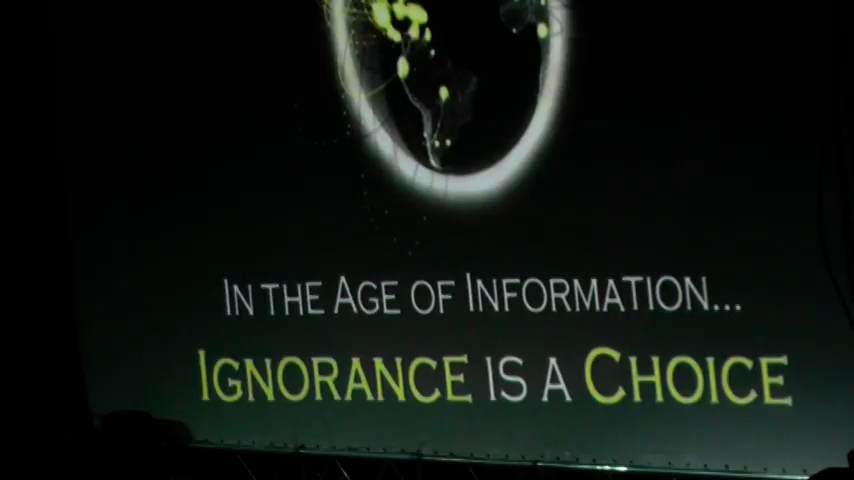 In the Age of Information...
Ignorance is a Choice